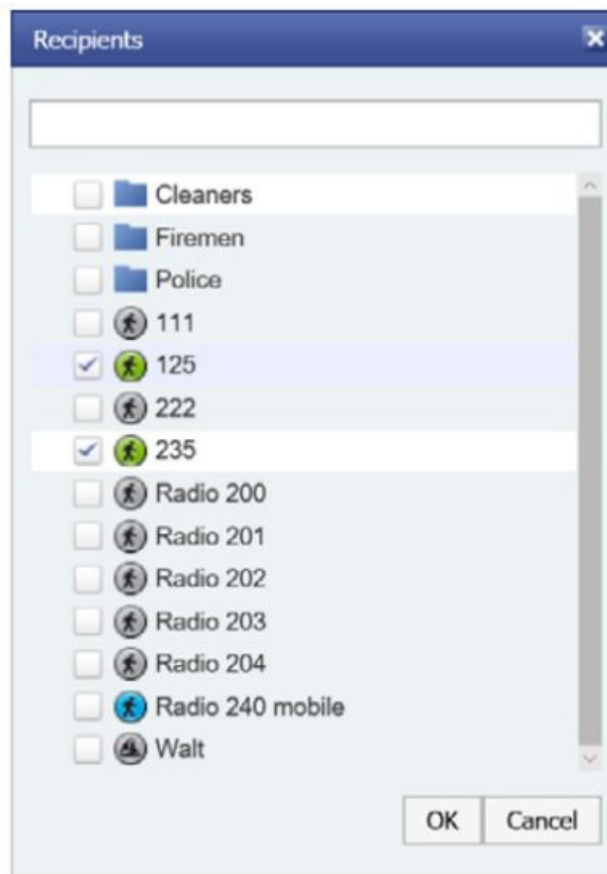 Recipients
Cleaners
Firemen
Police
111
125
222
235
Radio 200
Radio 201
Radio 202
Radio 203
Radio 204
Radio 240 mobile
Walt
OK Cancel